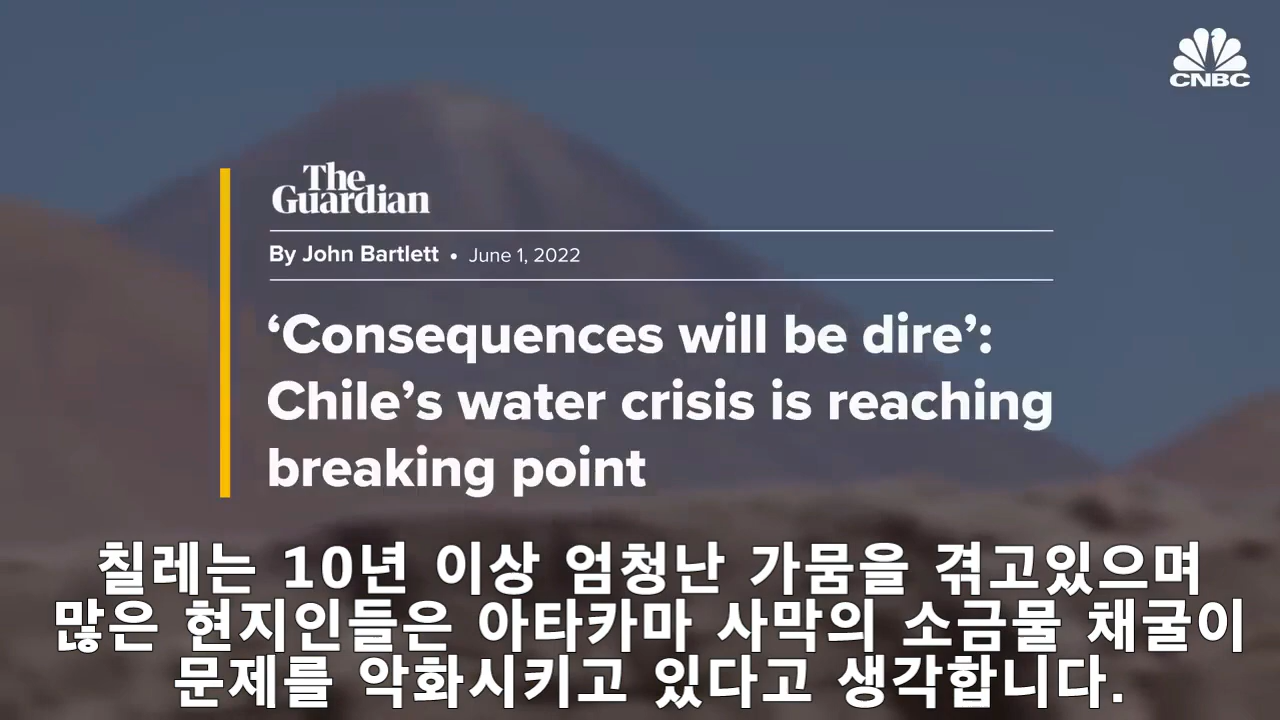 CNBC
The
Guardian
By John Bartlett • June 1, 2022
‘Consequences will be dire’:
Chile’s water crisis is reaching
breaking point
칠레는 10년 이상 엄청난 가뭄을 겪고있으며
많은 현지인들은 아타카마 사막의 소금물 채굴이
문제를 악화시키고 있다고 생각합니다.